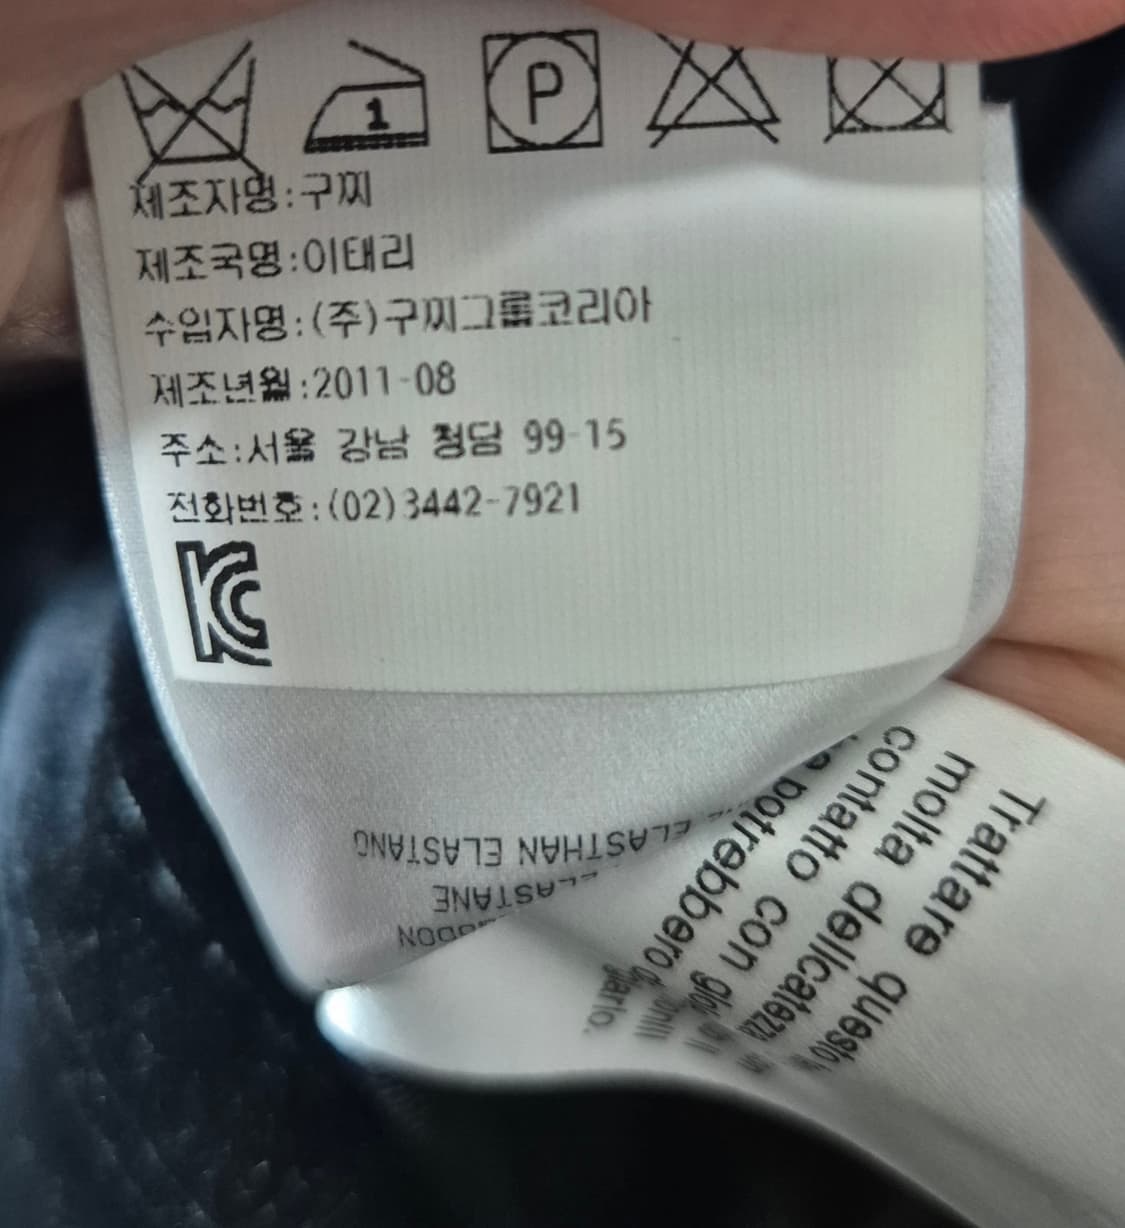 1
P
제조자명:구찌
제조국명:이태리
수입자명:(주)구찌그룹코리아
제조년월:2011-08
주소:서울 강남 청담 99-15
전화번호:(02)3442-7921
KC
ELASTHAN ELASTANO
ELASTANE
Trattare questo
molta delicatezza
contatto con
potrebbero